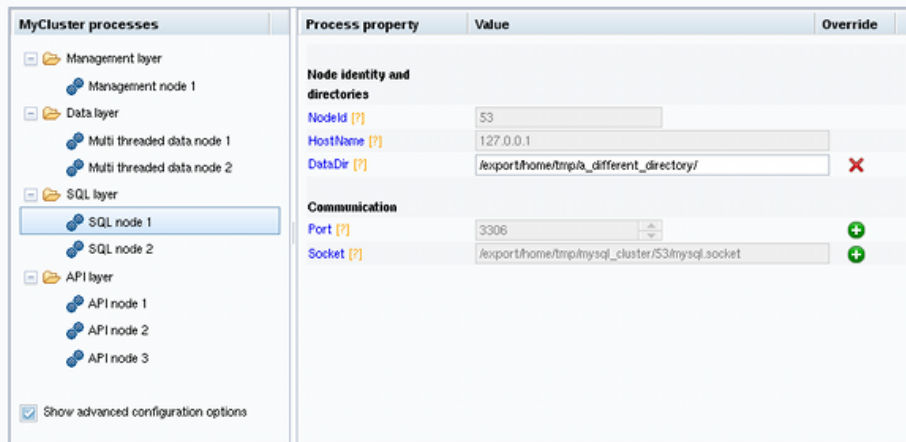 MyCluster processes
Management layer
Management node 1
Data layer
Multi threaded data node 1
Multi threaded data node 2
SQL layer
SQL node 1
SQL node 2
API layer
API node 1
API node 2
API node 3
Show advanced configuration options
Process property Value Override
Node identity and
directories
NodeId [?] 53
HostName [?] 127.0.0.1
DataDir [?] /export/home/tmp/a_different_directory/
Communication
Port [?] 3306
Socket [?] /export/home/tmp/mysql_cluster/53/mysql.socket